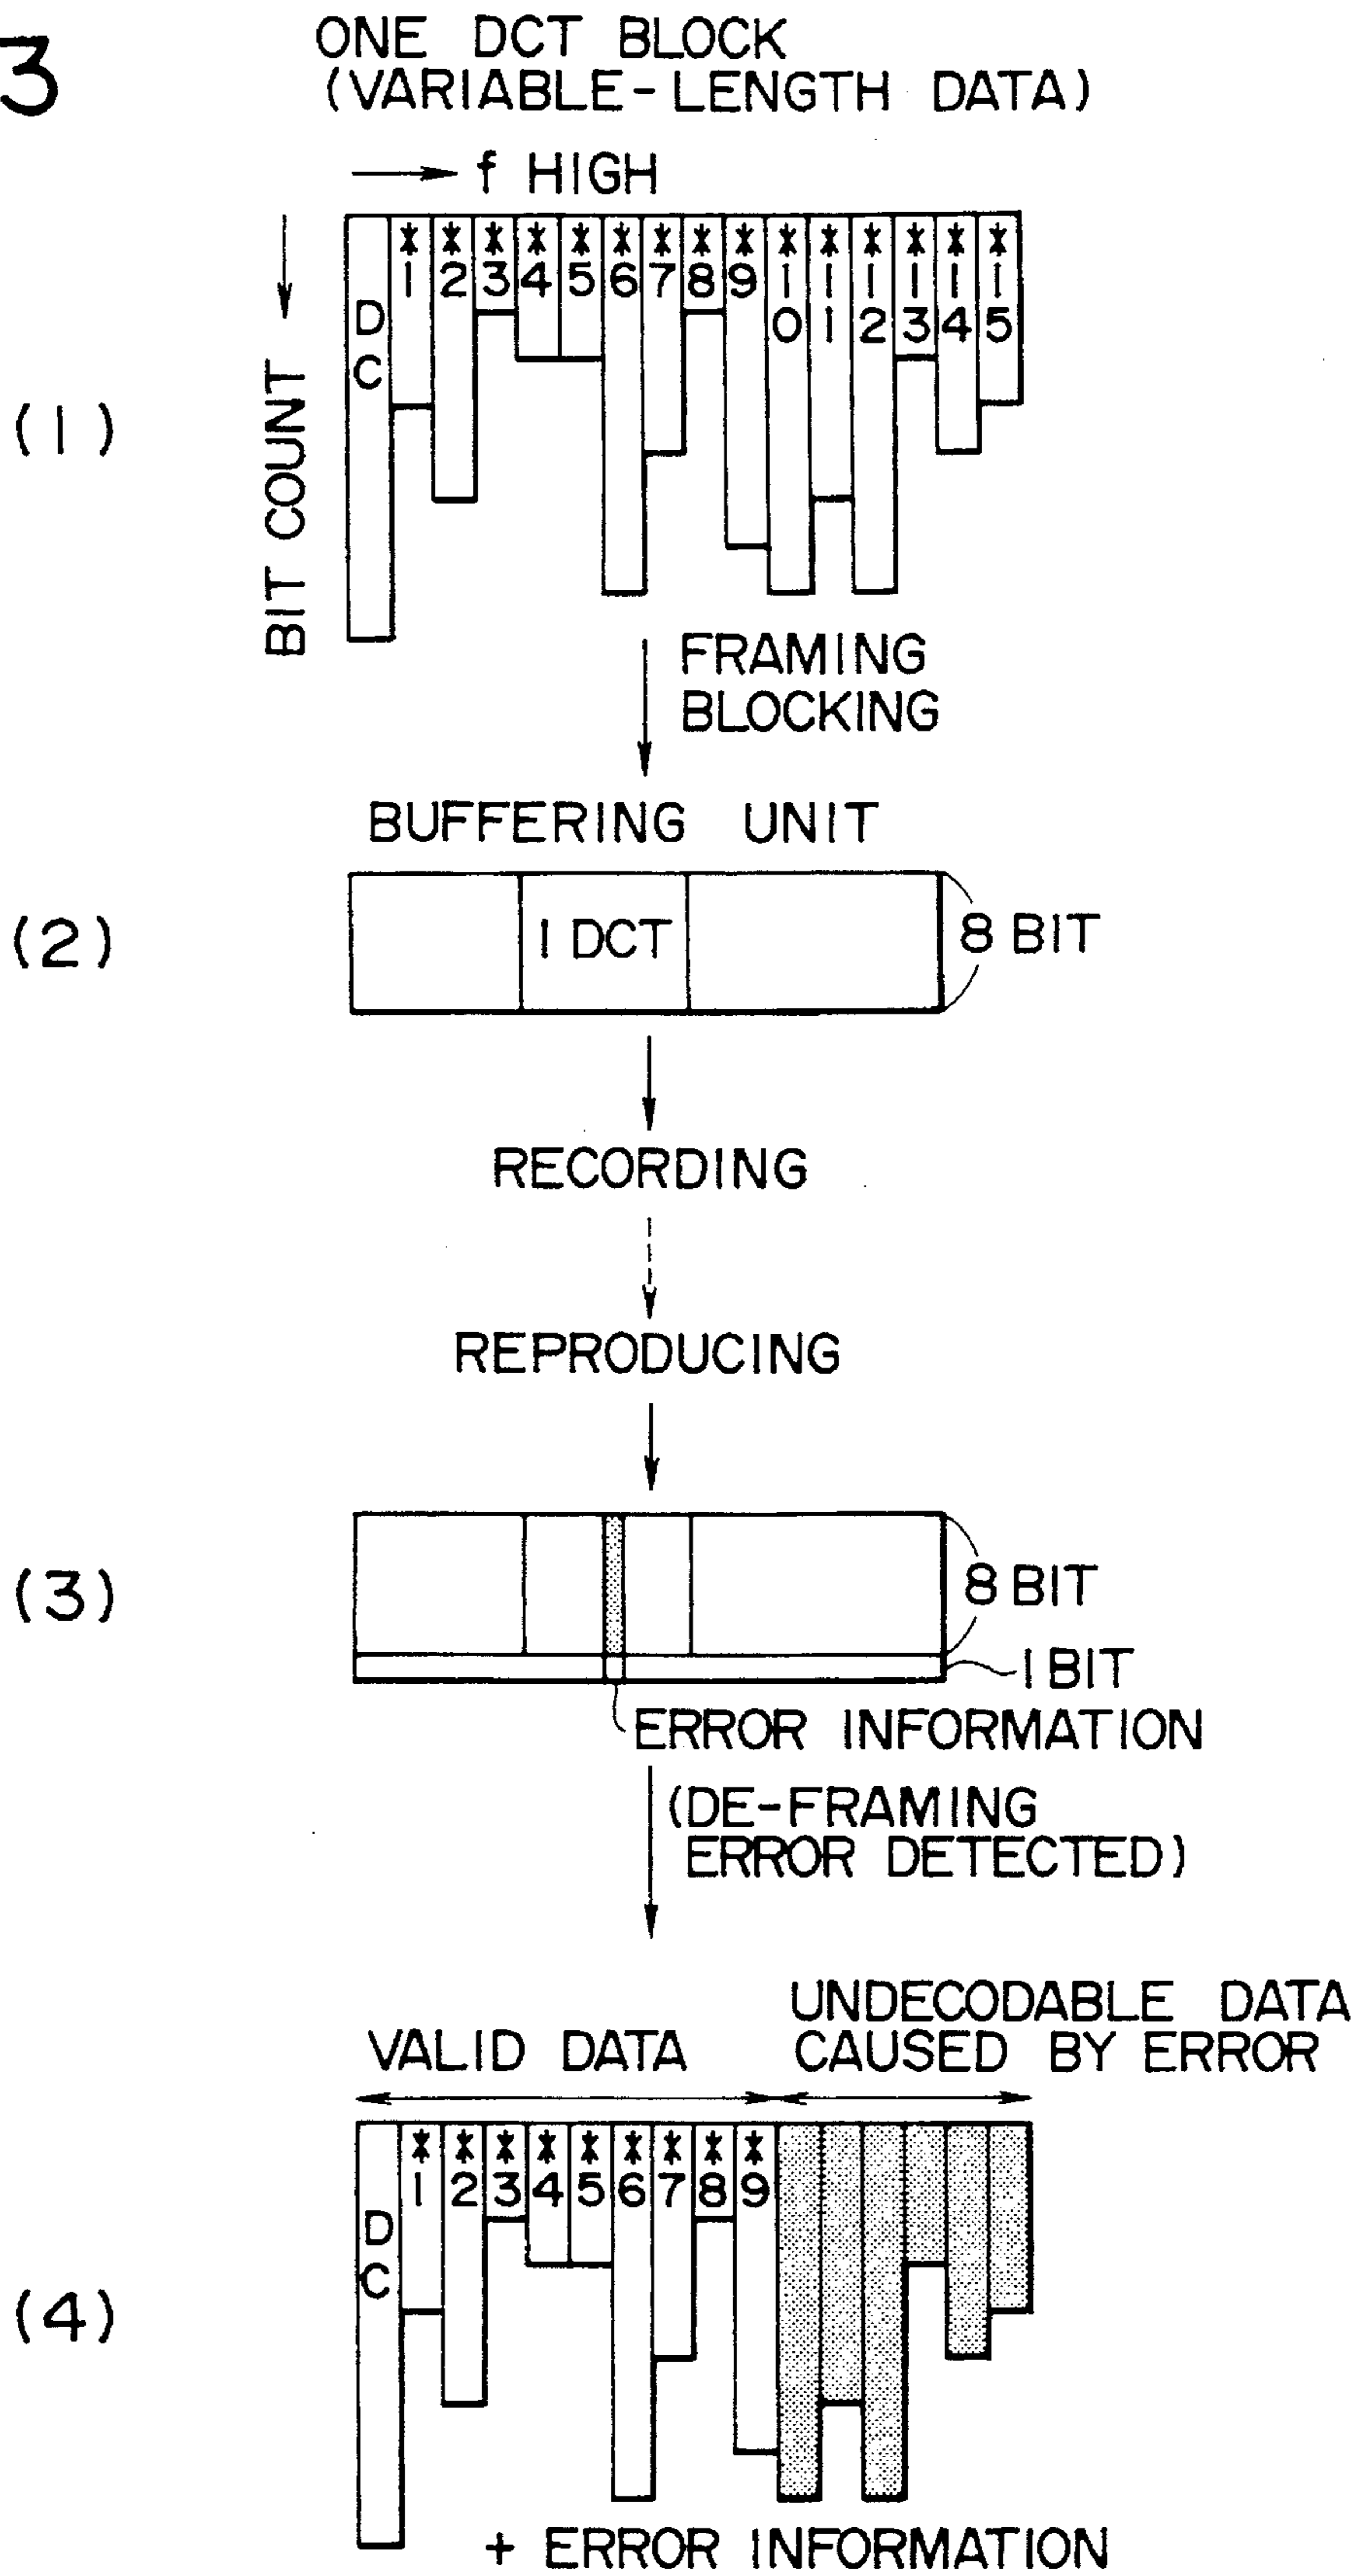 3
ONE DCT BLOCK
(VARIABLE-LENGTH DATA)
f HIGH
BIT COUNT
DC *1 *2 *3 *4 *5 *6 *7 *8 *9 *10 *11 *12 *13 *14 *15
(1)
FRAMING
BLOCKING
BUFFERING UNIT
(2)
1 DCT
8 BIT
RECORDING
REPRODUCING
(3)
8 BIT
1 BIT
ERROR INFORMATION
(DE-FRAMING
ERROR DETECTED)
VALID DATA
UNDECODABLE DATA
CAUSED BY ERROR
DC *1 *2 *3 *4 *5 *6 *7 *8 *9
(4)
+ ERROR INFORMATION